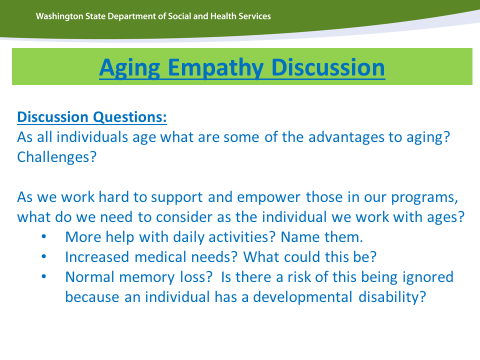 Washington State Department of Social and Health Services
Aging Empathy Discussion
Discussion Questions:
As all individuals age what are some of the advantages to aging?
Challenges?
As we work hard to support and empower those in our programs,
what do we need to consider as the individual we work with ages?
• More help with daily activities? Name them.
• Increased medical needs? What could this be?
• Normal memory loss?  Is there a risk of this being ignored
because an individual has a developmental disability?